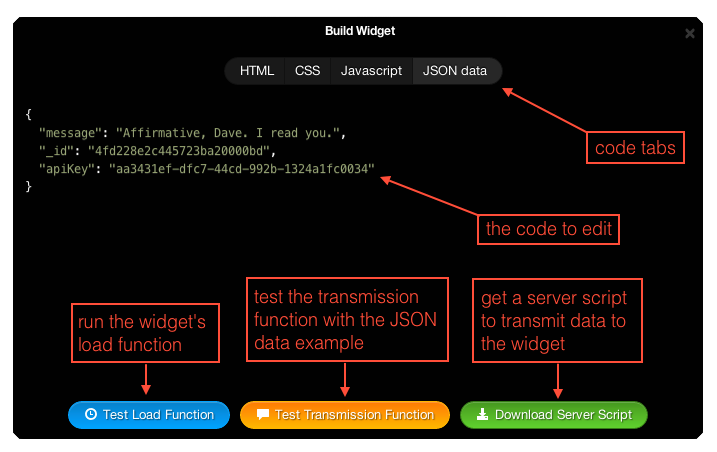 Build Widget
×
HTML CSS Javascript JSON data
{
"message": "Affirmative, Dave. I read you.",
"_id": "4fd228e2c445723ba20000bd",
"apiKey": "aa3431ef-dfc7-44cd-992b-1324a1fc0034"
}
code tabs
the code to edit
run the widget's
load function
test the transmission
function with the JSON
data example
get a server script
to transmit data to
the widget
Test Load Function
Test Transmission Function
Download Server Script